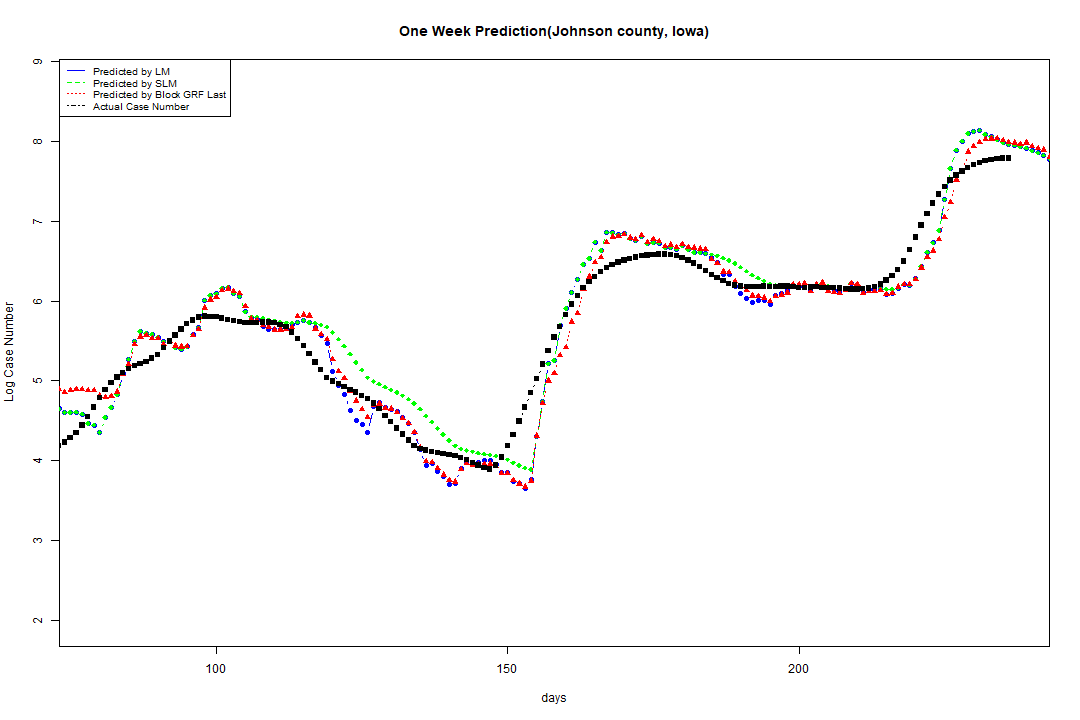 One Week Prediction(Johnson county, Iowa)
Predicted by LM
Predicted by SLM
Predicted by Block GRF Last
Actual Case Number
9
8
7
6
5
4
3
2
Log Case Number
100
150
200
days